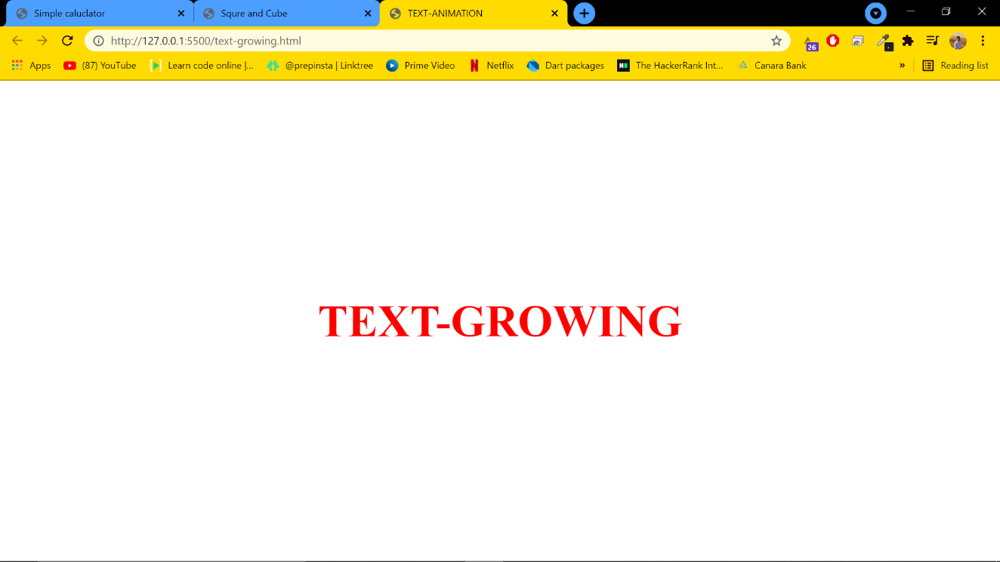 Simple caluclator
Squre and Cube
TEXT-ANIMATION
http://127.0.0.1:5500/text-growing.html
26
Apps
(87) YouTube
Learn code online |...
@prepinsta | Linktree
Prime Video
Netflix
Dart packages
The HackerRank Int...
Canara Bank
»
Reading list
TEXT-GROWING